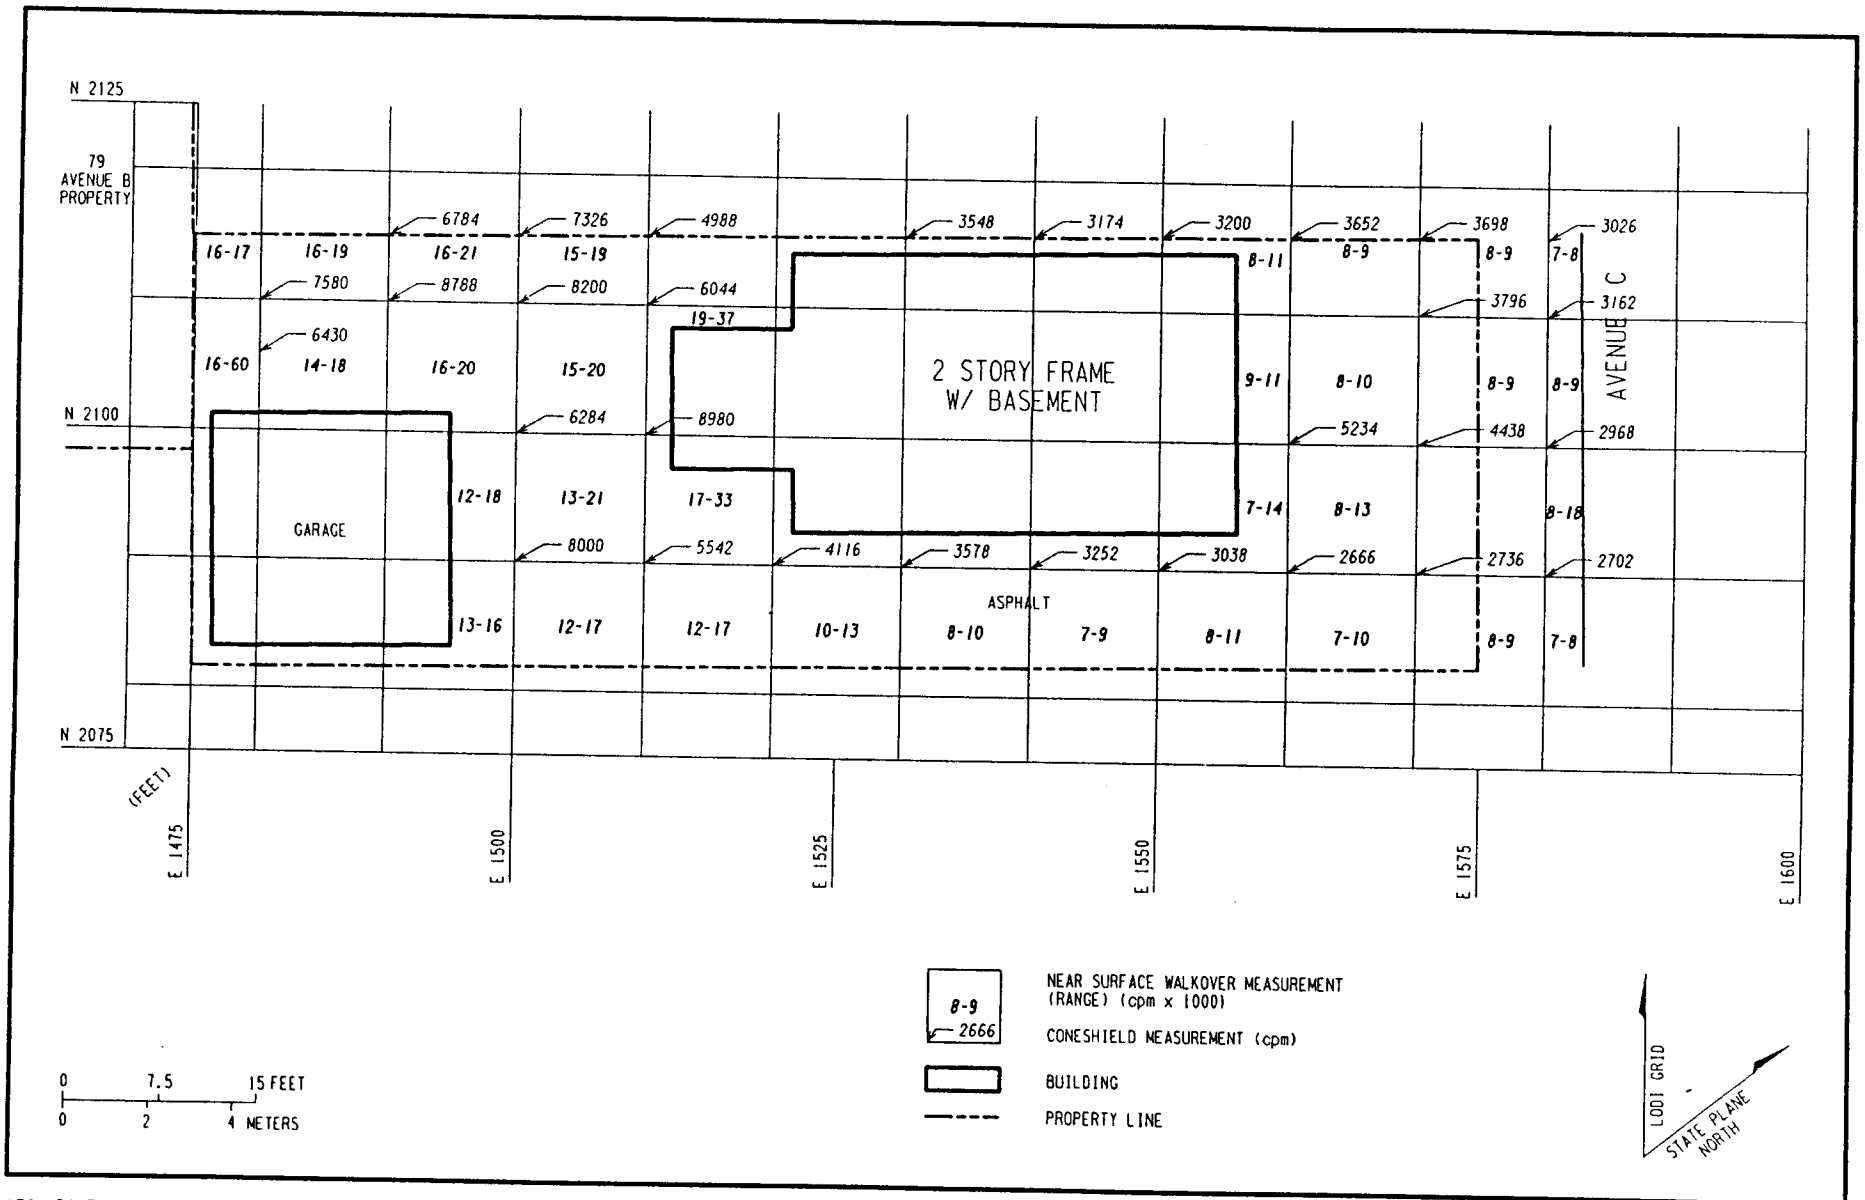 N 2125
79
AVENUE B
PROPERTY
6784 7326 4988 3548 3174 3200 3652 3698 3026
16-17 16-19 16-21 15-19 8-11 8-9 8-9 7-8
7580 8788 8200 6044 3796 3162
19-37
6430
16-60 14-18 16-20 15-20 9-11 8-10 8-9 8-9
2 STORY FRAME
W/ BASEMENT
AVENUE C
N 2100
6284 8980 5234 4438 2968
12-18 13-21 17-33 7-14 8-13 8-18
GARAGE
8000 5542 4116 3578 3252 3038 2666 2736 2702
ASPHALT
13-16 12-17 12-17 10-13 8-10 7-9 8-11 7-10 8-9 7-8
N 2075
(FEET)
E 1475 E 1500 E 1525 E 1550 E 1575 E 1600
8-9
2666
NEAR SURFACE WALKOVER MEASUREMENT
(RANGE) (cpm x 1000)
CONESHIELD MEASUREMENT (cpm)
BUILDING
PROPERTY LINE
0 7.5 15 FEET
0 2 4 METERS
LODI GRID
STATE PLANE
NORTH